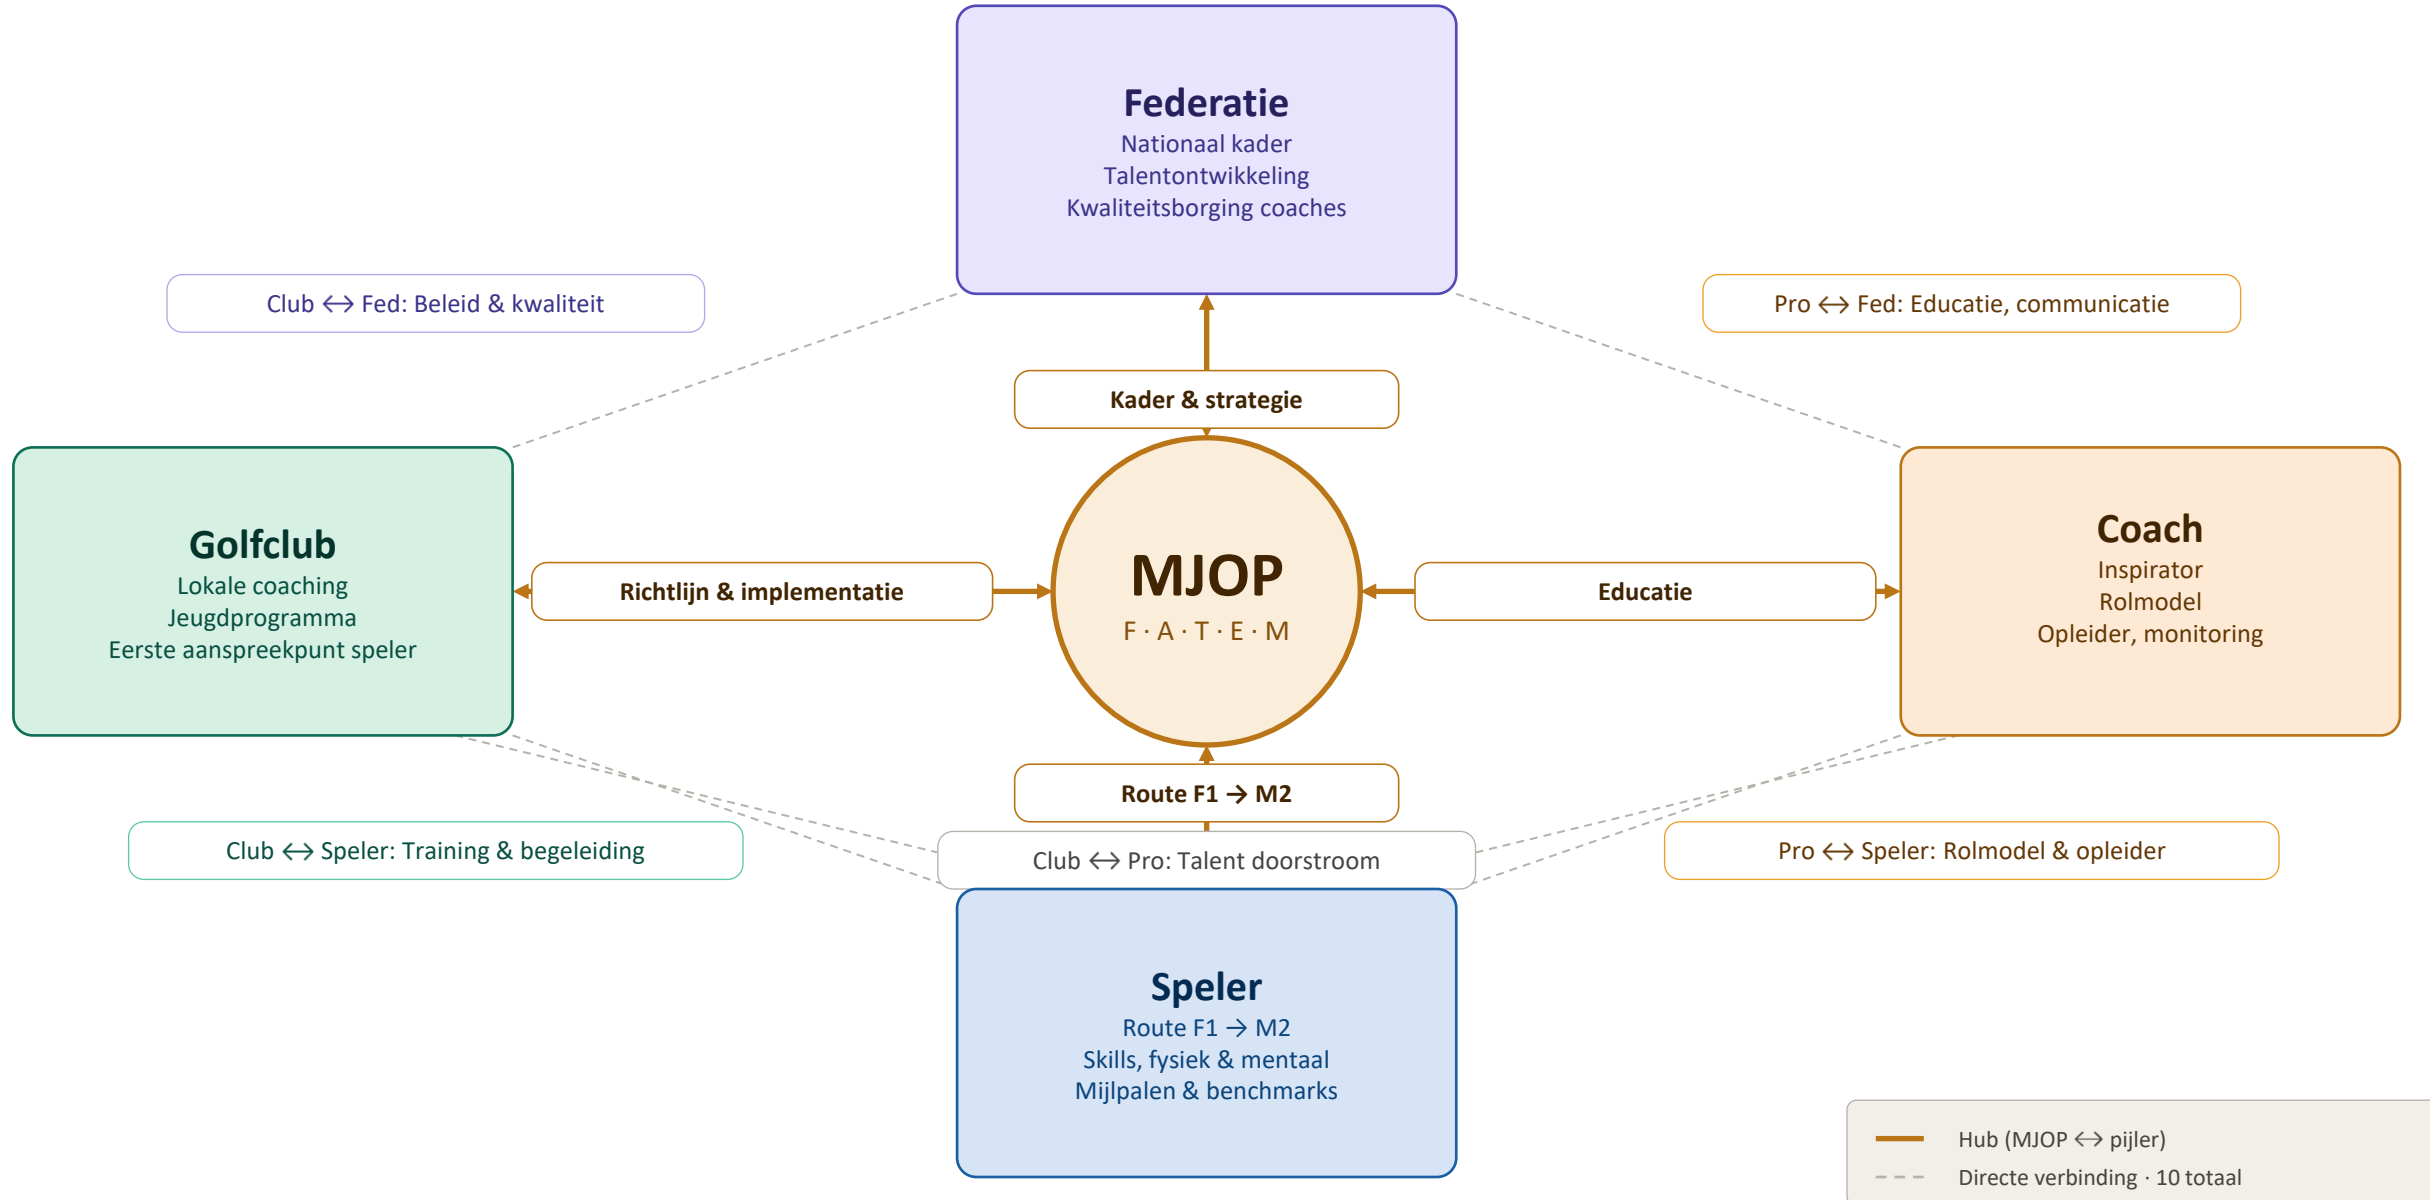 Federatie
Nationaal kader
Talentontwikkeling
Kwaliteitsborging coaches
Club ↔ Fed: Beleid & kwaliteit
Pro ↔ Fed: Educatie, communicatie
Kader & strategie
Golfclub
Lokale coaching
Jeugdprogramma
Eerste aanspreekpunt speler
Richtlijn & implementatie
MJOP
F · A · T · E · M
Educatie
Coach
Inspirator
Rolmodel
Opleider, monitoring
Route F1 → M2
Club ↔ Speler: Training & begeleiding
Club ↔ Pro: Talent doorstroom
Pro ↔ Speler: Rolmodel & opleider
Speler
Route F1 → M2
Skills, fysiek & mentaal
Mijlpalen & benchmarks
Hub (MJOP ↔ pijler)
Directe verbinding · 10 totaal